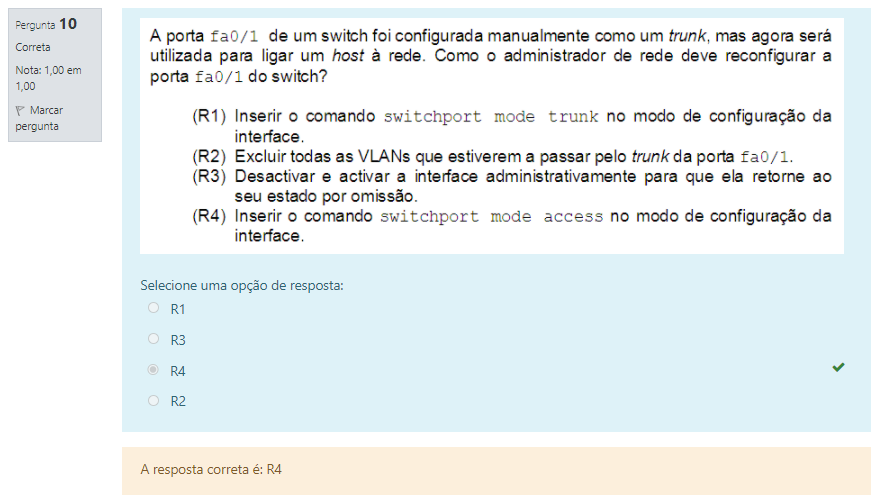 Pergunta 10
Correta
Nota: 1,00 em
1,00
Marcar
pergunta
A porta fa0/1 de um switch foi configurada manualmente como um trunk, mas agora será
utilizada para ligar um host à rede. Como o administrador de rede deve reconfigurar a
porta fa0/1 do switch?
(R1) Inserir o comando switchport mode trunk no modo de configuração da
interface.
(R2) Excluir todas as VLANs que estiverem a passar pelo trunk da porta fa0/1.
(R3) Desactivar e activar a interface administrativamente para que ela retorne ao
seu estado por omissão.
(R4) Inserir o comando switchport mode access no modo de configuração da
interface.
Selecione uma opção de resposta:
R1
R3
R4
R2
A resposta correta é: R4